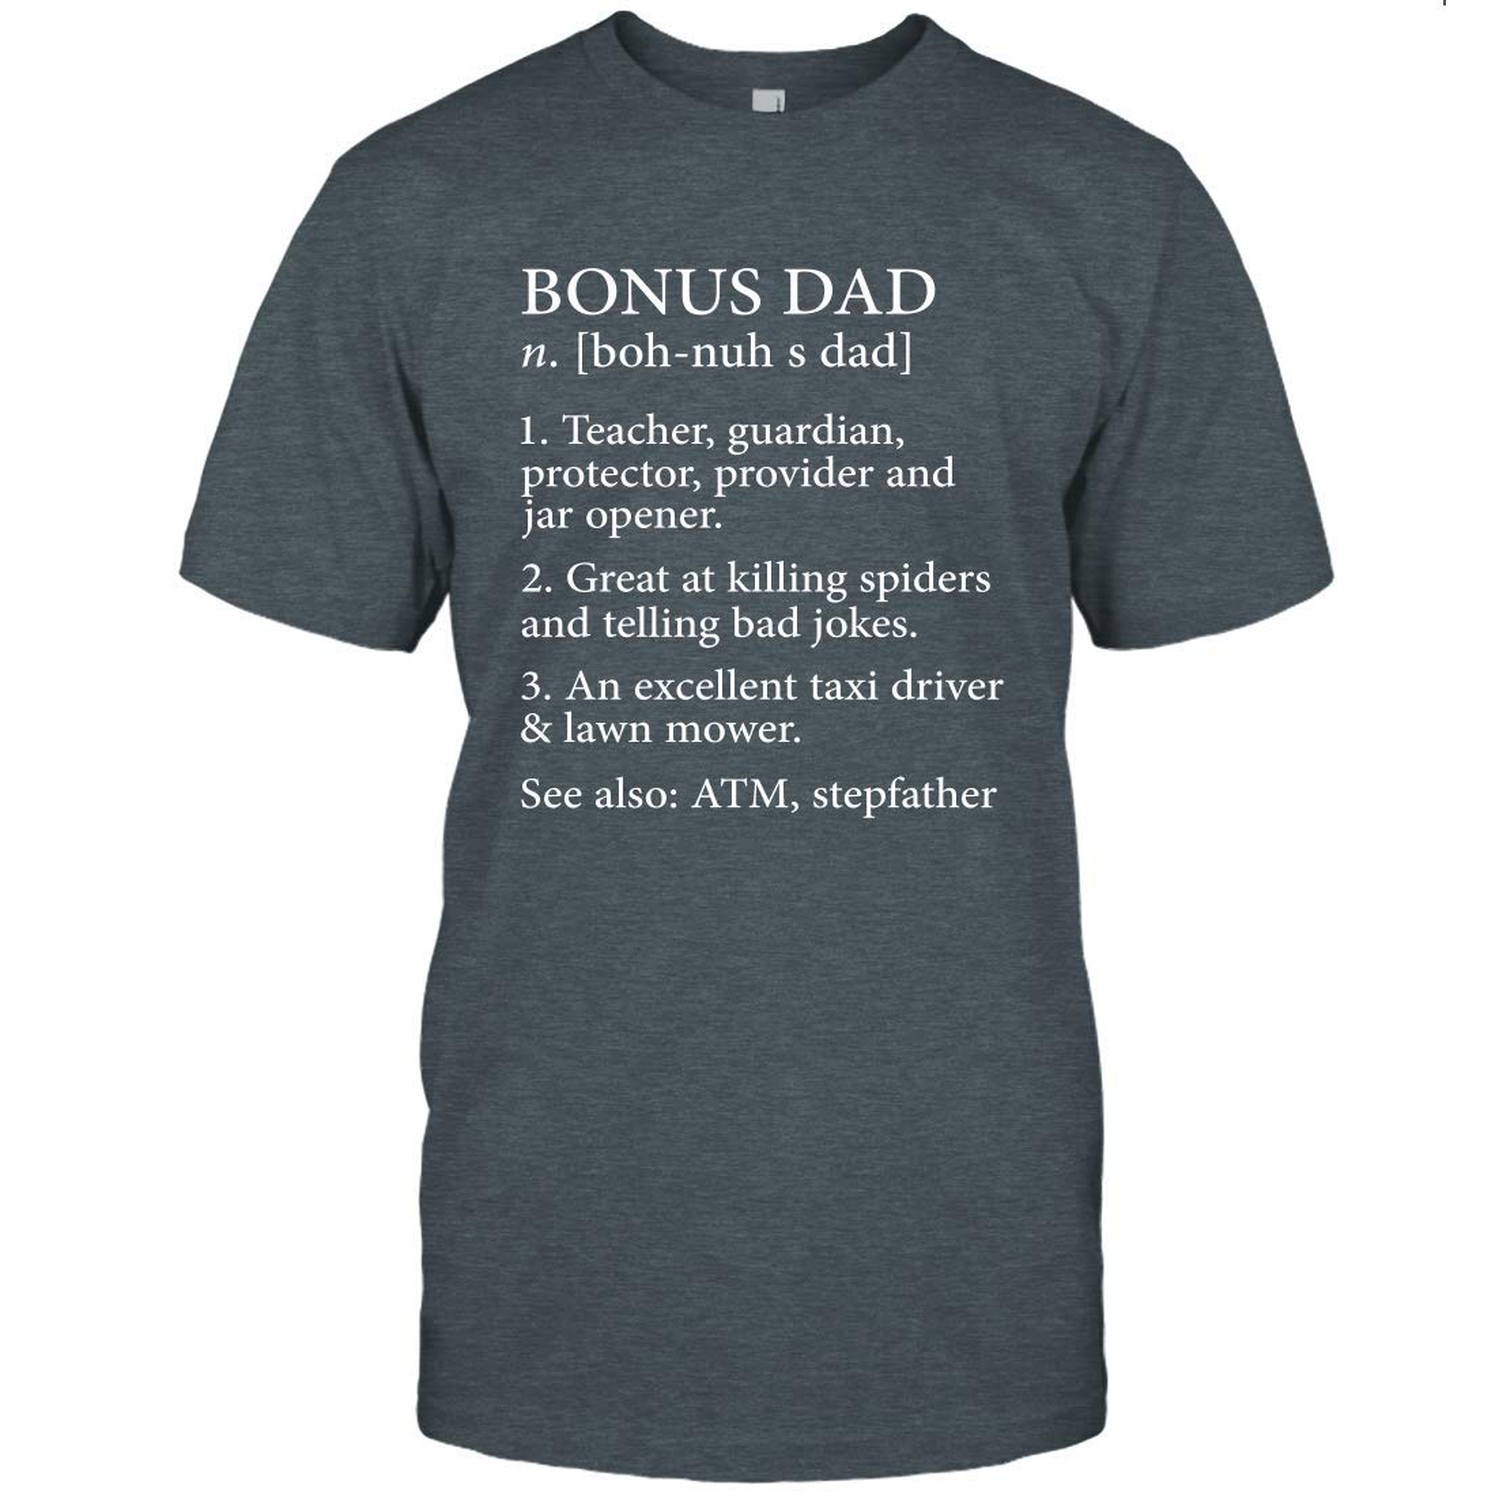 BONUS DAD
n. [boh-nuh s dad]
1. Teacher, guardian,
protector, provider and
jar opener.
2. Great at killing spiders
and telling bad jokes.
3. An excellent taxi driver
& lawn mower.
See also: ATM, stepfather